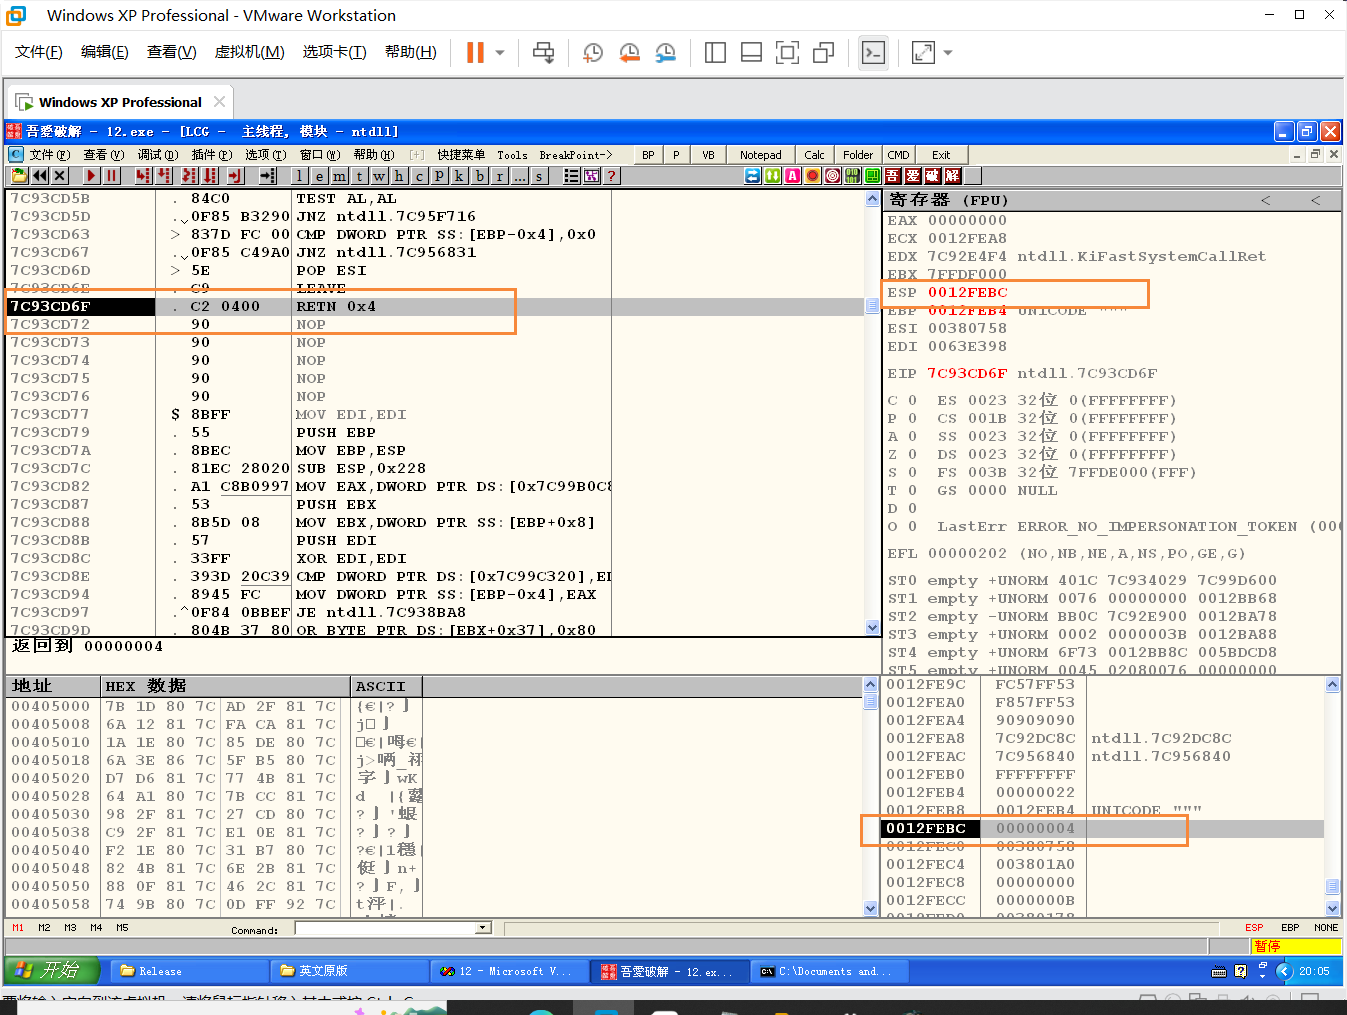 Windows XP Professional - VMware Workstation
文件(F) 编辑(E) 查看(V) 虚拟机(M) 选项卡(T) 帮助(H)
Windows XP Professional
吾愛破解 - 12.exe - [LCG - 主线程, 模块 - ntdll]
文件(F) 查看(V) 调试(D) 插件(P) 选项(T) 窗口(W) 帮助(H) [+] 快捷菜单 Tools BreakPoint-> BP P VB Notepad Calc Folder CMD Exit
l e m t w h c P k b r ... s ? 吾 爱 破 解
7C93CD5B . 84C0 TEST AL,AL
7C93CD5D . 0F85 B3290 JNZ ntdll.7C95F716
7C93CD63 > 837D FC 00 CMP DWORD PTR SS:[EBP-0x4],0x0
7C93CD67 . 0F85 C49A0 JNZ ntdll.7C956831
7C93CD6D > 5E POP ESI
7C93CD6E . C9 LEAVE
7C93CD6F . C2 0400 RETN 0x4
7C93CD72 90 NOP
7C93CD73 90 NOP
7C93CD74 90 NOP
7C93CD75 90 NOP
7C93CD76 90 NOP
7C93CD77 $ 8BFF MOV EDI,EDI
7C93CD79 . 55 PUSH EBP
7C93CD7A . 8BEC MOV EBP,ESP
7C93CD7C . 81EC 28020 SUB ESP,0x228
7C93CD82 . A1 C8B0997 MOV EAX,DWORD PTR DS:[0x7C99B0C8
7C93CD87 . 53 PUSH EBX
7C93CD88 . 8B5D 08 MOV EBX,DWORD PTR SS:[EBP+0x8]
7C93CD8B . 57 PUSH EDI
7C93CD8C . 33FF XOR EDI,EDI
7C93CD8E . 393D 20C39 CMP DWORD PTR DS:[0x7C99C320],EI
7C93CD94 . 8945 FC MOV DWORD PTR SS:[EBP-0x4],EAX
7C93CD97 .^0F84 0BBEF JE ntdll.7C938BA8
7C93CD9D . 804B 37 80 OR BYTE PTR DS:[EBX+0x37],0x80
返回到 00000004
寄存器 (FPU) < <
EAX 00000000
ECX 0012FEA8
EDX 7C92E4F4 ntdll.KiFastSystemCallRet
EBX 7FFDF000
ESP 0012FEBC
EBP 0012FEB4 UNICODE """
ESI 00380758
EDI 0063E398
EIP 7C93CD6F ntdll.7C93CD6F
C 0 ES 0023 32位 0(FFFFFFFF)
P 0 CS 001B 32位 0(FFFFFFFF)
A 0 SS 0023 32位 0(FFFFFFFF)
Z 0 DS 0023 32位 0(FFFFFFFF)
S 0 FS 003B 32位 7FFDE000(FFF)
T 0 GS 0000 NULL
D 0
O 0 LastErr ERROR_NO_IMPERSONATION_TOKEN (000
EFL 00000202 (NO,NB,NE,A,NS,PO,GE,G)
ST0 empty +UNORM 401C 7C934029 7C99D600
ST1 empty +UNORM 0076 00000000 0012BB68
ST2 empty -UNORM BB0C 7C92E900 0012BA78
ST3 empty +UNORM 0002 0000003B 0012BA88
ST4 empty +UNORM 6F73 0012BB8C 005BDCD8
ST5 empty +UNORM 0045 02080076 00000000
地址 HEX 数据 ASCII
00405000 7B 1D 80 7C AD 2F 81 7C
00405008 6A 12 81 7C FA CA 81 7C
00405010 1A 1E 80 7C 85 DE 80 7C
00405018 6A 3E 86 7C 5F B5 80 7C
00405020 D7 D6 81 7C 77 4B 81 7C
00405028 64 A1 80 7C 7B CC 81 7C
00405030 98 2F 81 7C 27 CD 80 7C
00405038 C9 2F 81 7C E1 0E 81 7C
00405040 F2 1E 80 7C 31 B7 80 7C
00405048 82 4B 81 7C 6E 2B 81 7C
00405050 88 0F 81 7C 46 2C 81 7C
00405058 74 9B 80 7C 0D FF 92 7C
0012FE9C FC57FF53
0012FEA0 F857FF53
0012FEA4 90909090
0012FEA8 7C92DC8C ntdll.7C92DC8C
0012FEAC 7C956840 ntdll.7C956840
0012FEB0 FFFFFFFF
0012FEB4 00000022
0012FEB8 0012FEB4 UNICODE """
0012FEBC 00000004
0012FEC0 00380758
0012FEC4 003801A0
0012FEC8 00000000
0012FECC 0000000B
0012FED0 00380178
M1 M2 M3 M4 M5 Command: ESP EBP NONE
暂停
开始 Release 英文原版 12 - Microsoft V... 吾愛破解 - 12.ex... C:\Documents and... 20:05